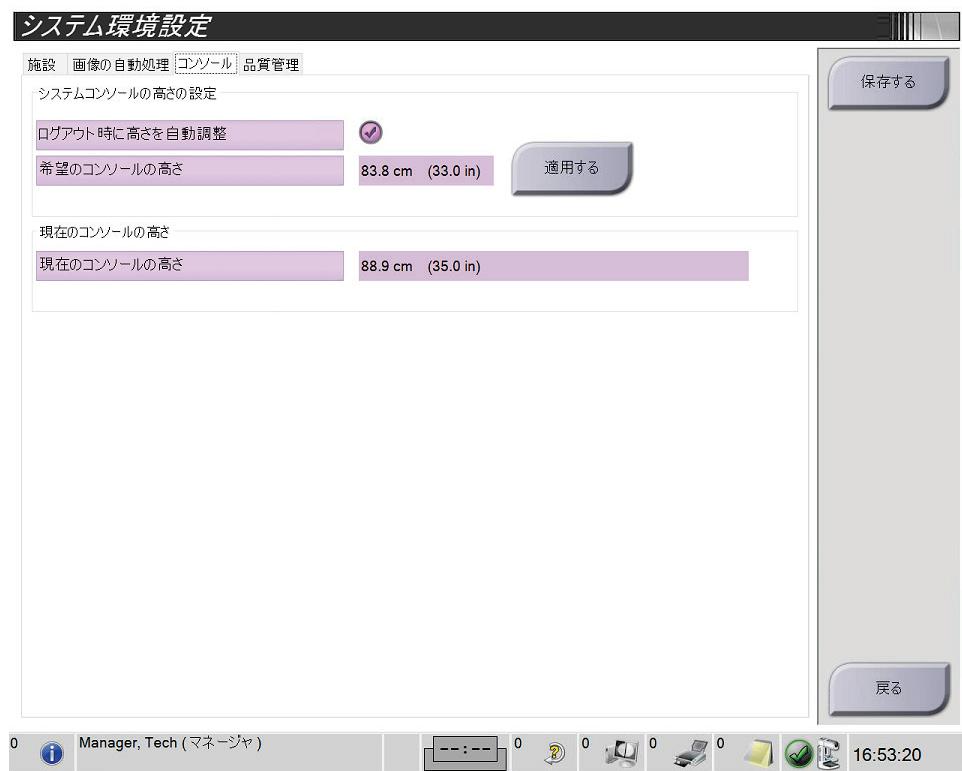 システム環境設定
施設 画像の自動処理 コンソール 品質管理
システムコンソールの高さの設定
ログアウト時に高さを自動調整
希望のコンソールの高さ 83.8 cm (33.0 in) 適用する
現在のコンソールの高さ
現在のコンソールの高さ 88.9 cm (35.0 in)
保存する
戻る
0 Manager, Tech (マネージャ) --:-- 0 0 0 0 16:53:20